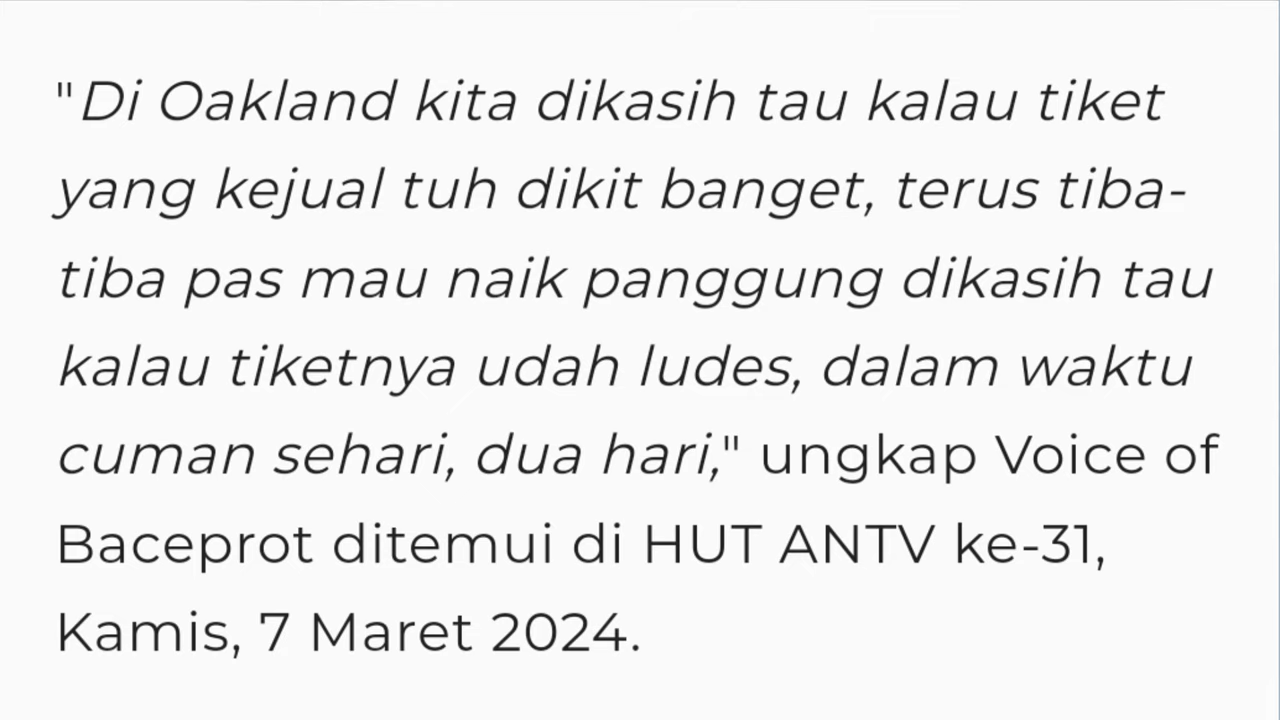 "Di Oakland kita dikasih tau kalau tiket
yang kejual tuh dikit banget, terus tiba-
tiba pas mau naik panggung dikasih tau
kalau tiketnya udah ludes, dalam waktu
cuman sehari, dua hari," ungkap Voice of
Baceprot ditemui di HUT ANTV ke-31,
Kamis, 7 Maret 2024.